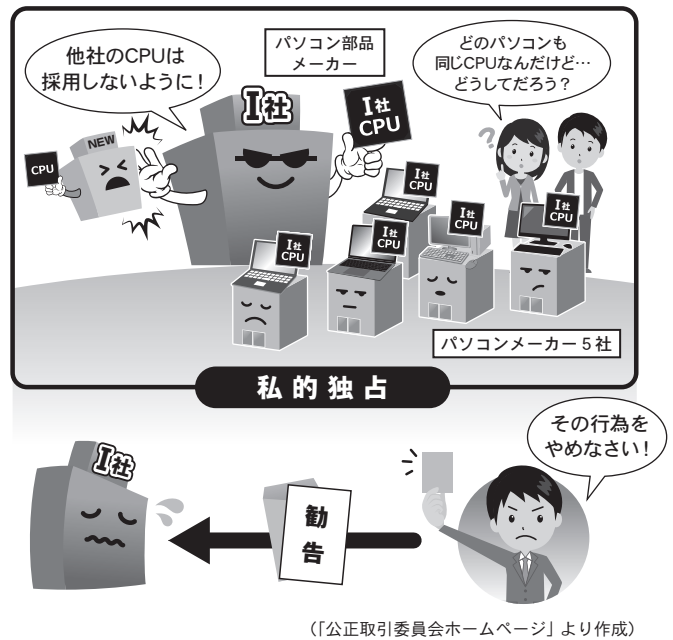 他社のCPUは
採用しないように！
パソコン部品
メーカー
どのパソコンも
同じCPUなんだけど…
どうしてだろう？
I社
I社
CPU
NEW
CPU
?
I社
CPU
I社
CPU
I社
CPU
I社
CPU
I社
CPU
パソコンメーカー5社
私的独占
その行為を
やめなさい！
I社
勧
告
（「公正取引委員会ホームページ」より作成）